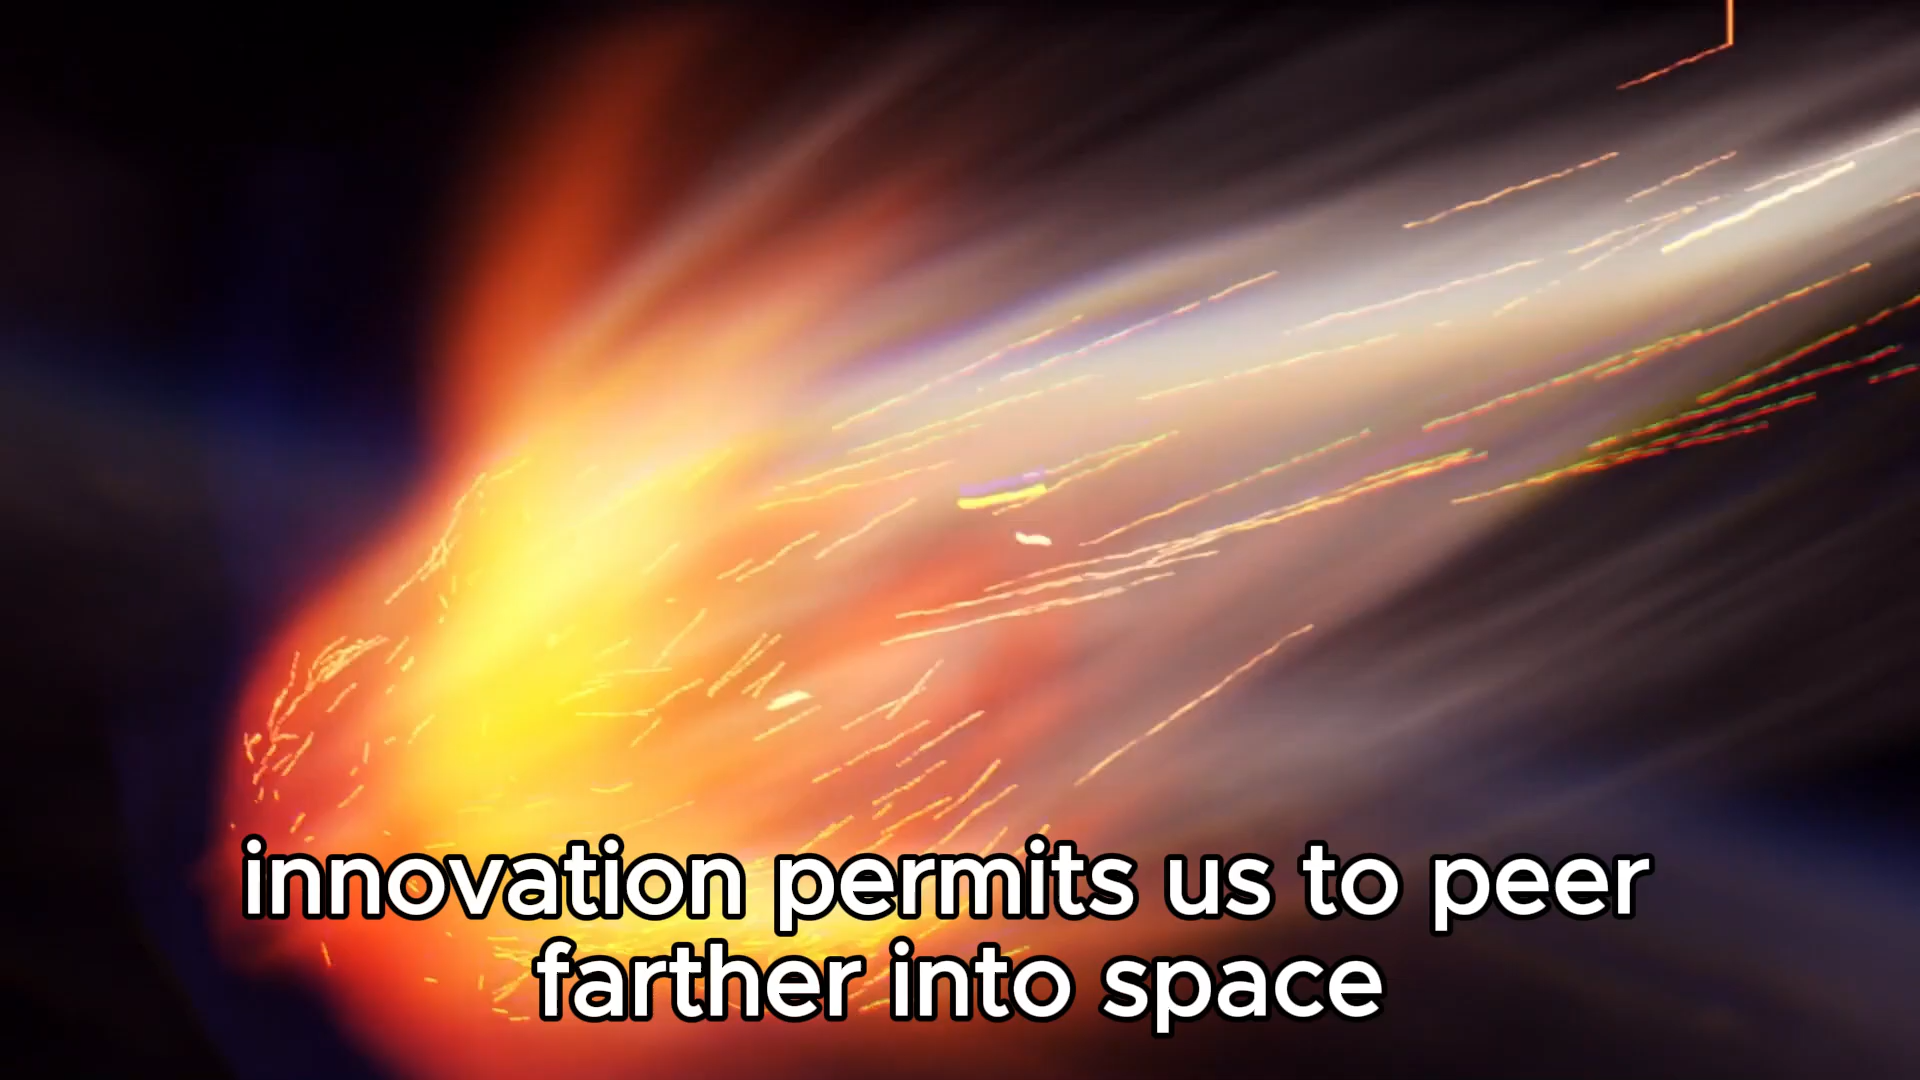 innovation permits us to peer
farther into space